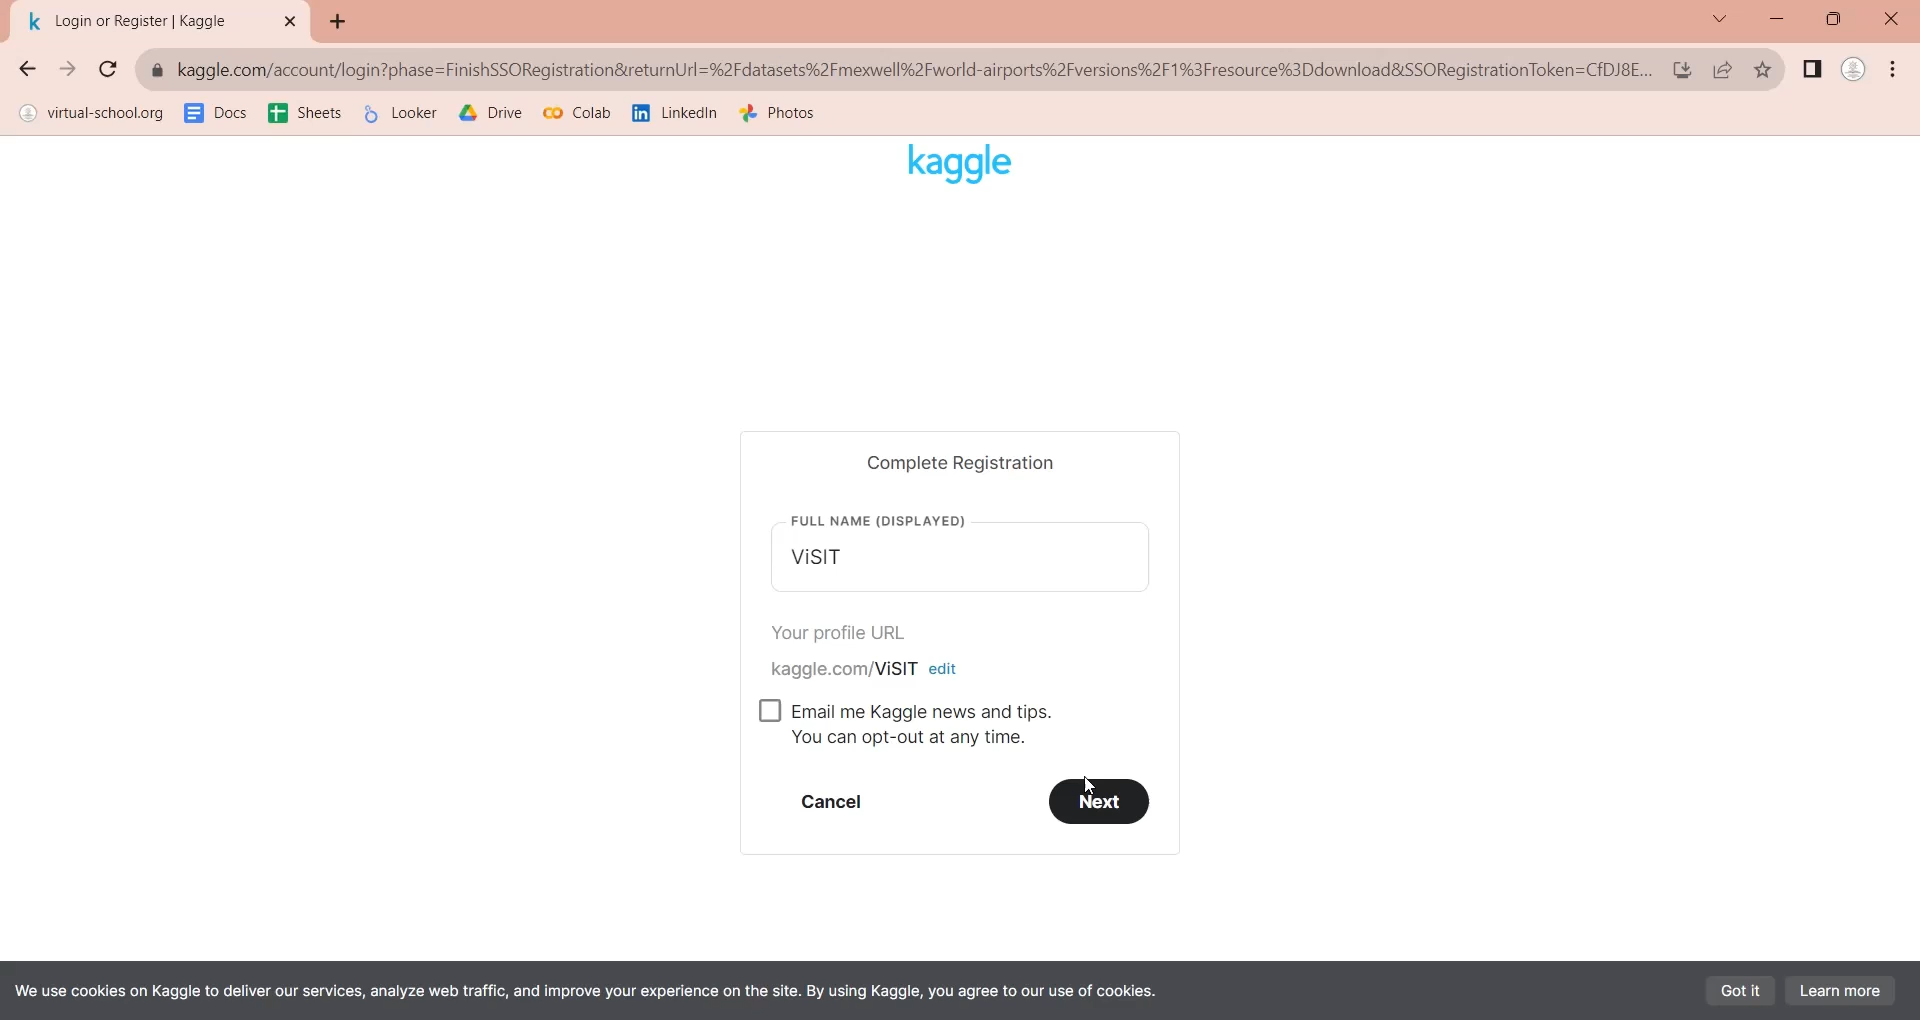 Login or Register | Kaggle
kaggle.com/account/login?phase=FinishSSORegistration&returnUrl=%2Fdatasets%2Fmexwell%2Fworld-airports%2Fversions%2F1%3Fresource%3Ddownload&SSORegistrationToken=CfDJ8E...
virtual-school.org Docs Sheets Looker Drive Colab LinkedIn Photos
kaggle
Complete Registration
FULL NAME (DISPLAYED)
ViSIT
Your profile URL
kaggle.com/ViSIT edit
Email me Kaggle news and tips.
You can opt-out at any time.
Cancel Next
We use cookies on Kaggle to deliver our services, analyze web traffic, and improve your experience on the site. By using Kaggle, you agree to our use of cookies. Got it Learn more